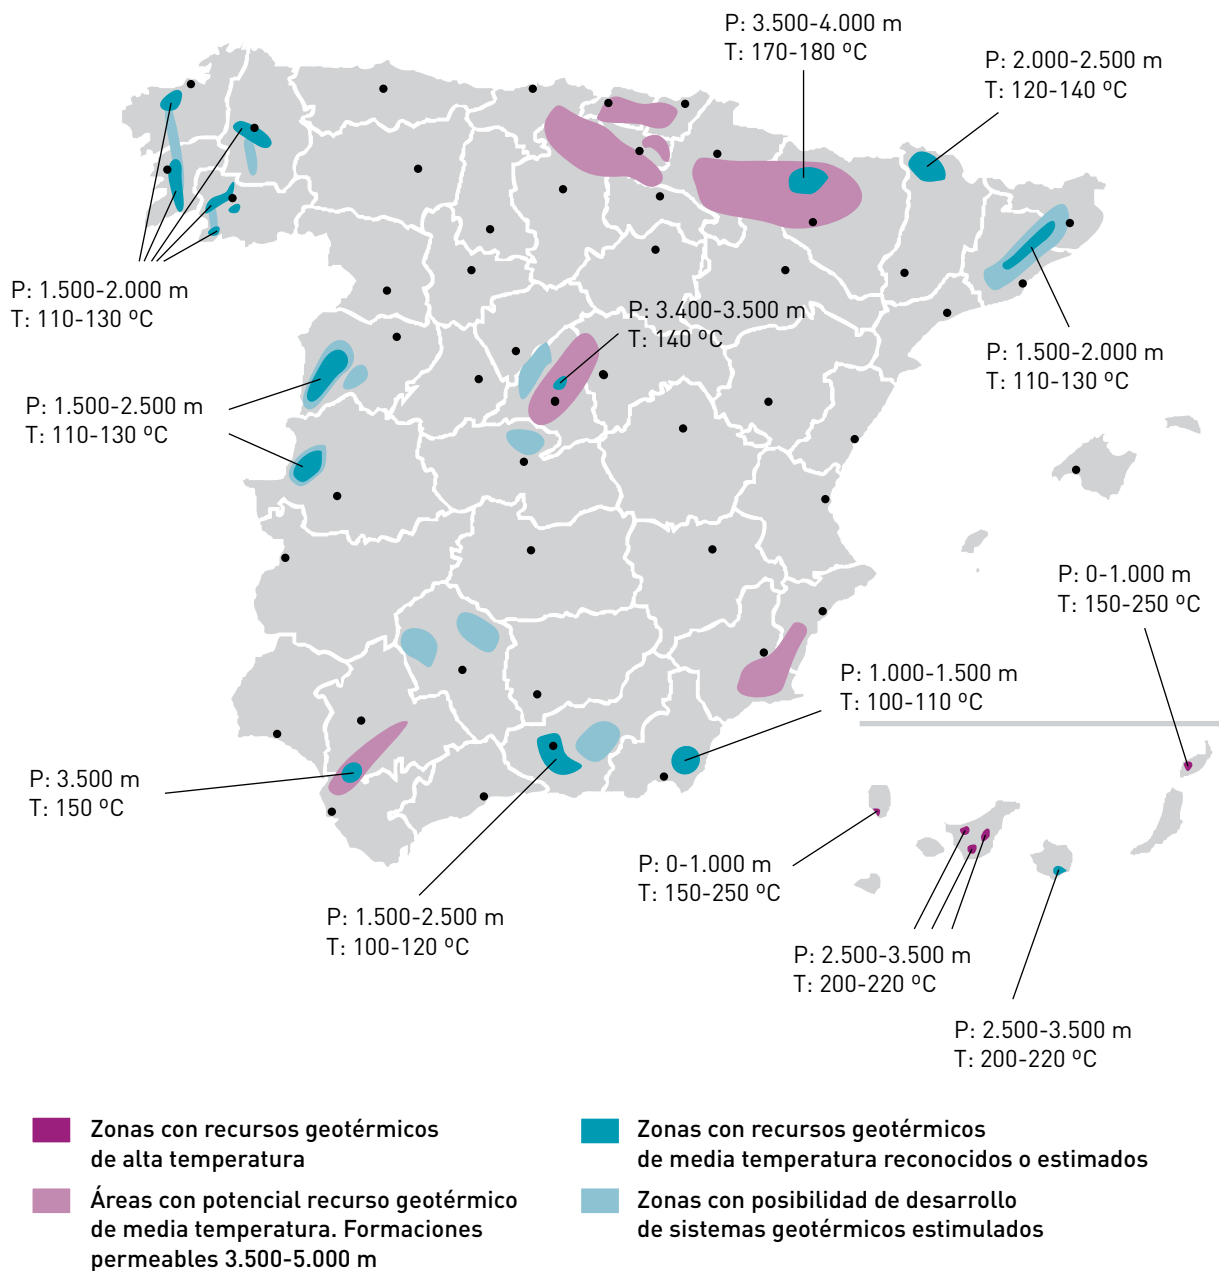 P: 3.500-4.000 m
T: 170-180 ºC
P: 2.000-2.500 m
T: 120-140 ºC
P: 1.500-2.000 m
T: 110-130 ºC
P: 3.400-3.500 m
T: 140 ºC
P: 1.500-2.000 m
T: 110-130 ºC
P: 1.500-2.500 m
T: 110-130 ºC
P: 0-1.000 m
T: 150-250 ºC
P: 1.000-1.500 m
T: 100-110 ºC
P: 3.500 m
T: 150 ºC
P: 0-1.000 m
T: 150-250 ºC
P: 1.500-2.500 m
T: 100-120 ºC
P: 2.500-3.500 m
T: 200-220 ºC
P: 2.500-3.500 m
T: 200-220 ºC
Zonas con recursos geotérmicos
de alta temperatura
Áreas con potencial recurso geotérmico
de media temperatura. Formaciones
permeables 3.500-5.000 m
Zonas con recursos geotérmicos
de media temperatura reconocidos o estimados
Zonas con posibilidad de desarrollo
de sistemas geotérmicos estimulados